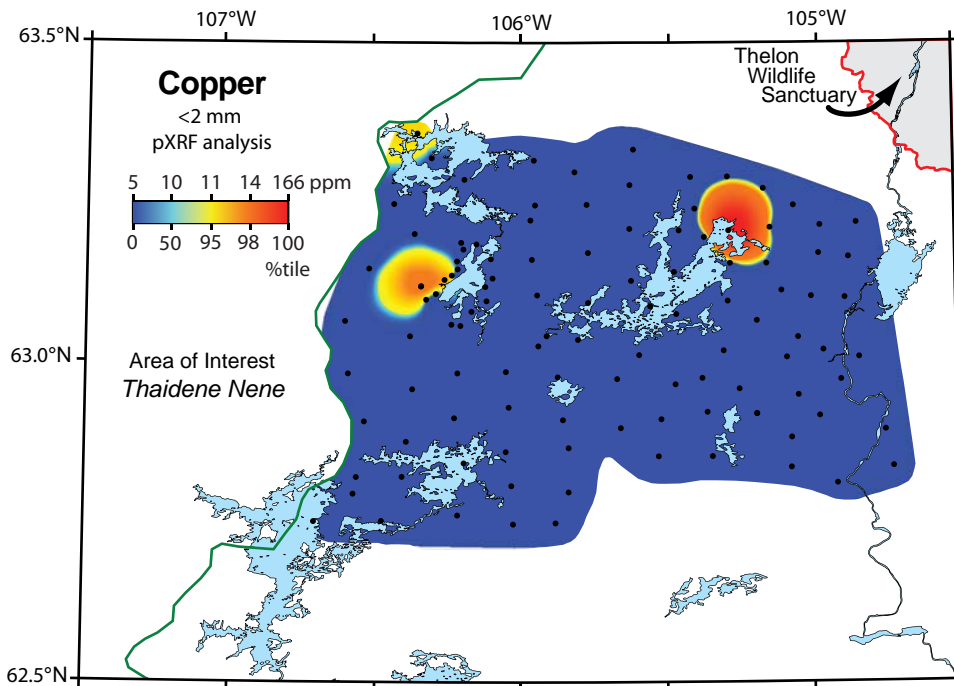 107°W 106°W 105°W
63.5°N
Copper
<2 mm
pXRF analysis
5 10 11 14 166 ppm
0 50 95 98 100
%tile
Thelon
Wildlife
Sanctuary
63.0°N
Area of Interest
Thaidene Nene
62.5°N